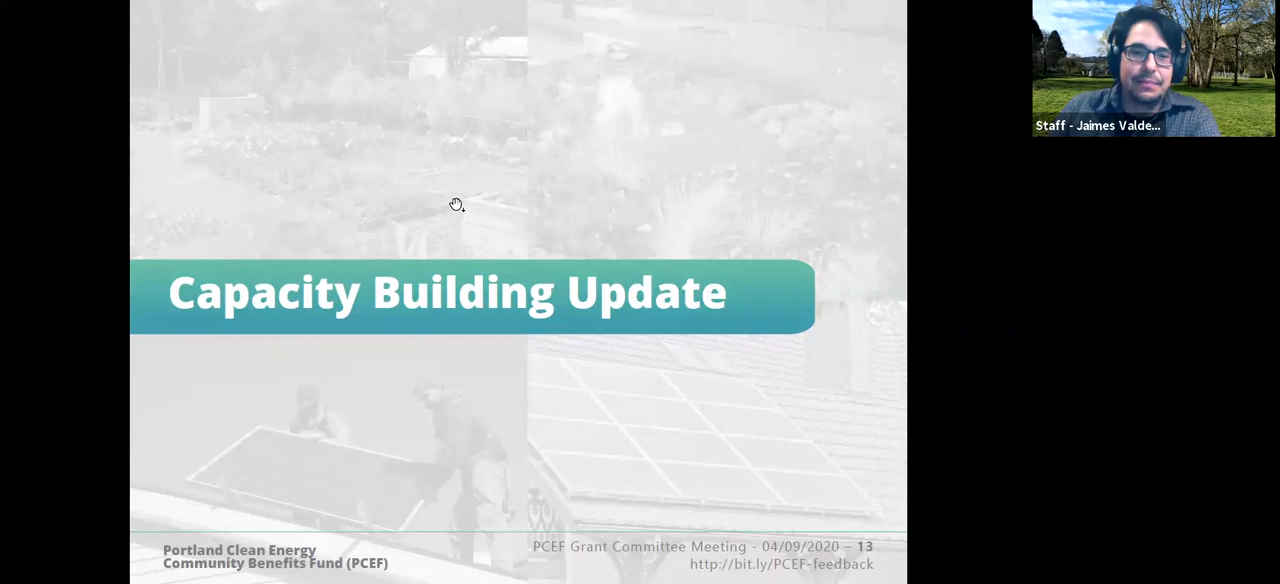 Staff - Jaimes Valde...
Capacity Building Update
Portland Clean Energy
Community Benefits Fund (PCEF)
PCEF Grant Committee Meeting - 04/09/2020 – 13
http://bit.ly/PCEF-feedback